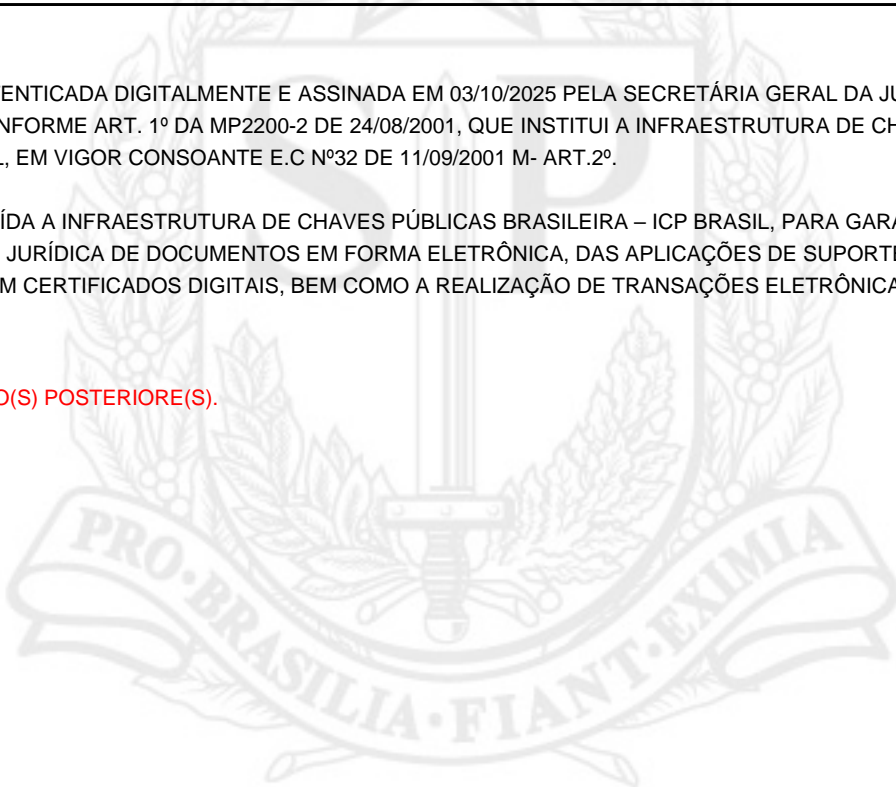 ENTICADA DIGITALMENTE E ASSINADA EM 03/10/2025 PELA SECRETÁRIA GERAL DA JU
NFORME ART. 1º DA MP2200-2 DE 24/08/2001, QUE INSTITUI A INFRAESTRUTURA DE CH
L, EM VIGOR CONSOANTE E.C Nº32 DE 11/09/2001 M- ART.2º.
ÍDA A INFRAESTRUTURA DE CHAVES PÚBLICAS BRASILEIRA – ICP BRASIL, PARA GARA
JURÍDICA DE DOCUMENTOS EM FORMA ELETRÔNICA, DAS APLICAÇÕES DE SUPORTE
M CERTIFICADOS DIGITAIS, BEM COMO A REALIZAÇÃO DE TRANSAÇÕES ELETRÔNICA
O(S) POSTERIORE(S).
SP
PRO·BRASILIA·FIANT·EXIMIA